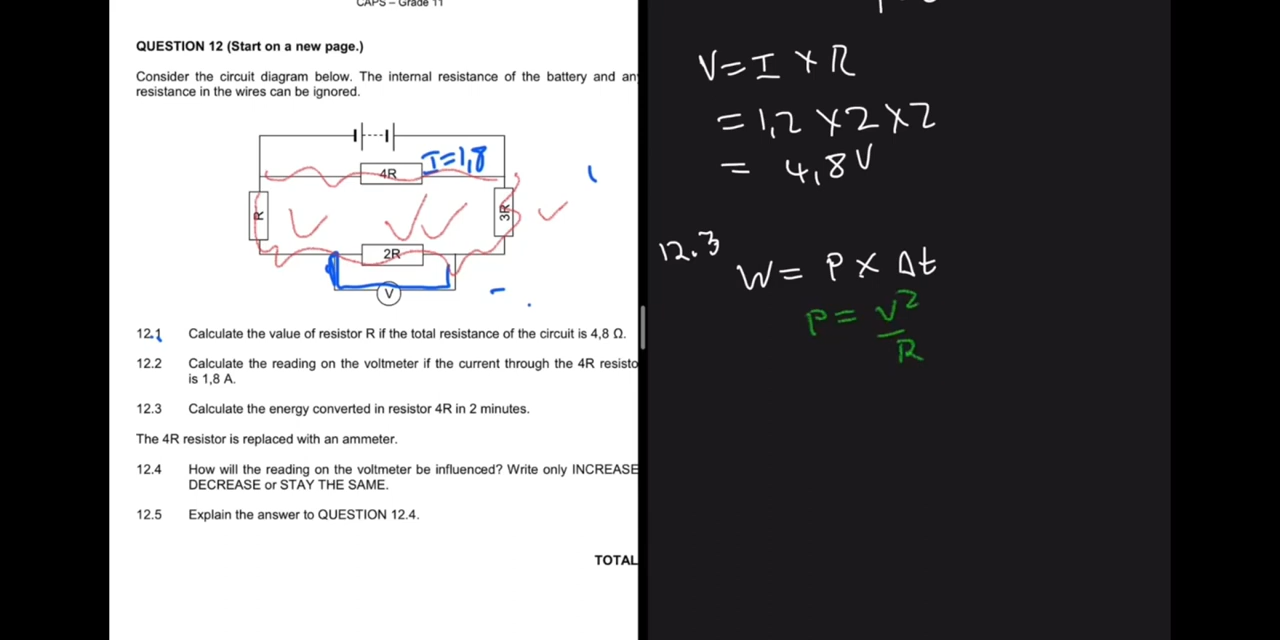 CAPS – Grade 11
QUESTION 12 (Start on a new page.)
Consider the circuit diagram below. The internal resistance of the battery and an
resistance in the wires can be ignored.
I=1,8
4R
R
3R
2R
V
12.1 Calculate the value of resistor R if the total resistance of the circuit is 4,8 Ω.
12.2 Calculate the reading on the voltmeter if the current through the 4R resisto
is 1,8 A.
12.3 Calculate the energy converted in resistor 4R in 2 minutes.
The 4R resistor is replaced with an ammeter.
12.4 How will the reading on the voltmeter be influenced? Write only INCREASE
DECREASE or STAY THE SAME.
12.5 Explain the answer to QUESTION 12.4.
TOTAL
V = I × R
= 1,2 × 2 × 2
= 4,8 V
12.3
W = P × Δt
P = V²
R